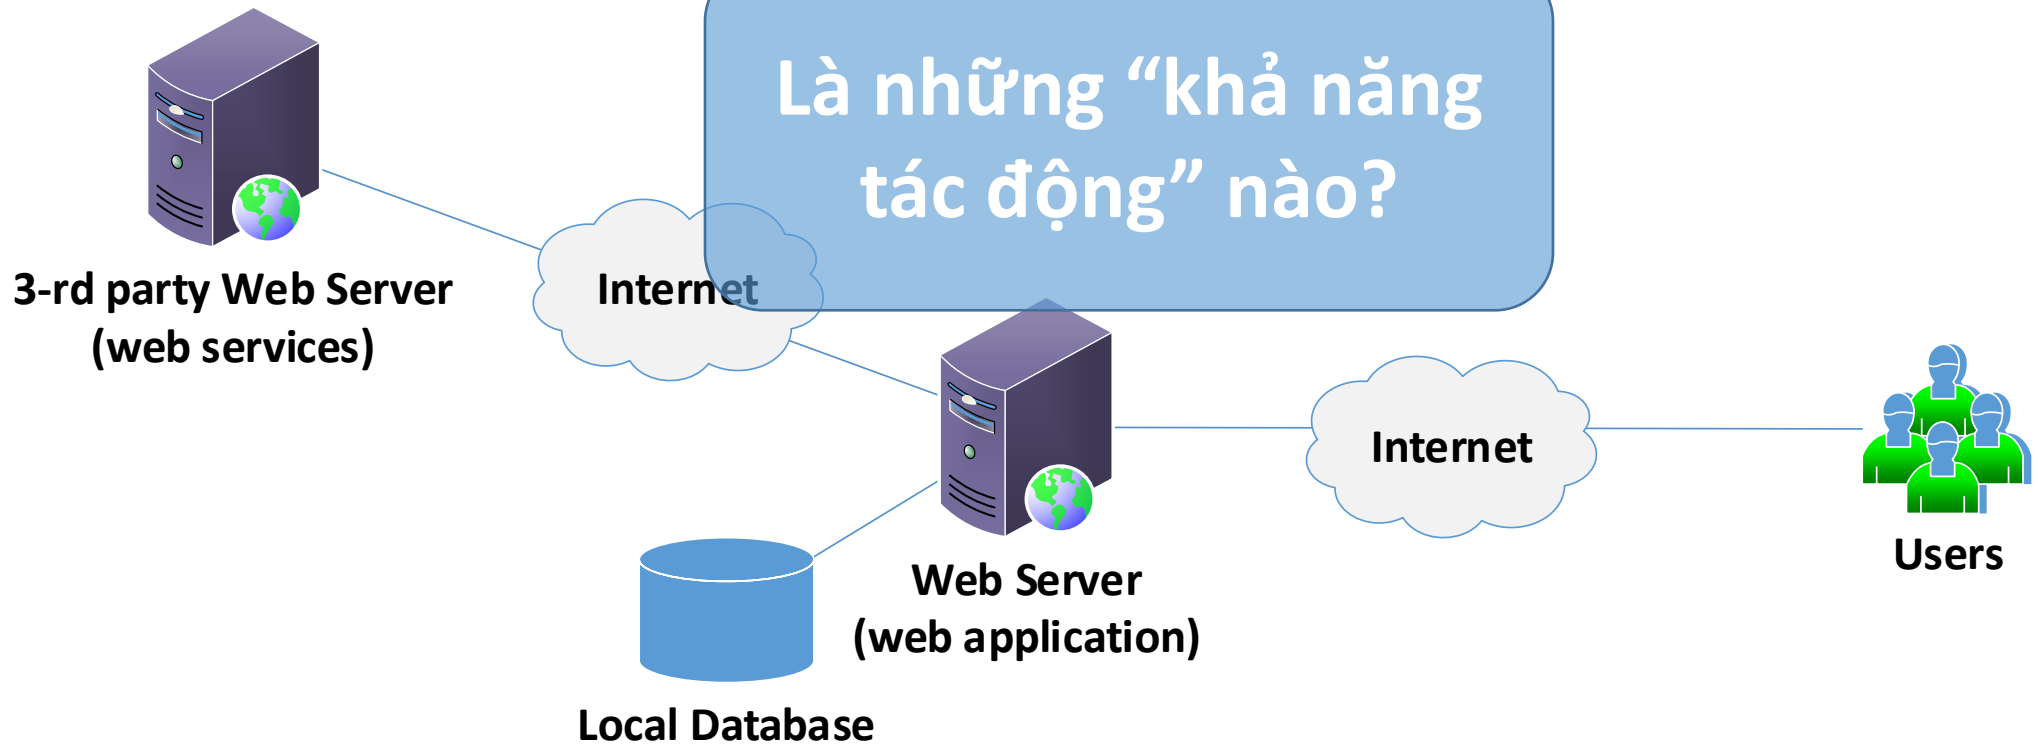 Là những “khả năng
tác động” nào?
3-rd party Web Server
(web services)
Internet
Internet
Web Server
(web application)
Users
Local Database